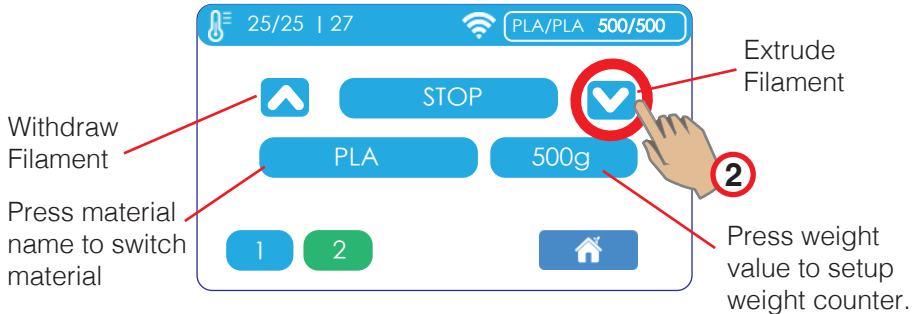 25/25 | 27
PLA/PLA 500/500
Extrude
Filament
STOP
Withdraw
Filament
PLA
500g
2
Press material
name to switch
material
1
2
Press weight
value to setup
weight counter.